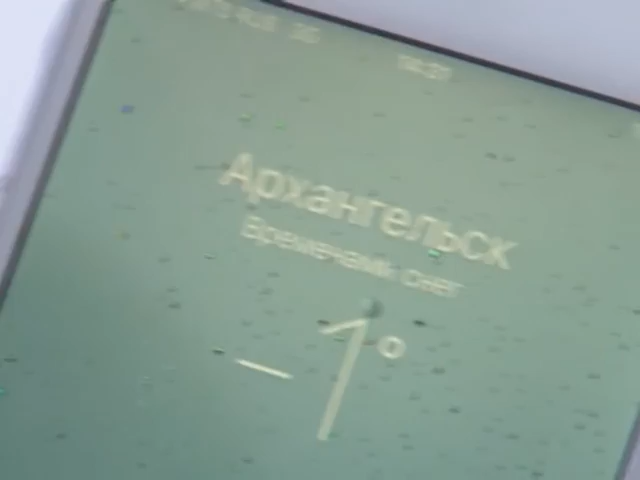 Архангельск
Временами снег
–1°